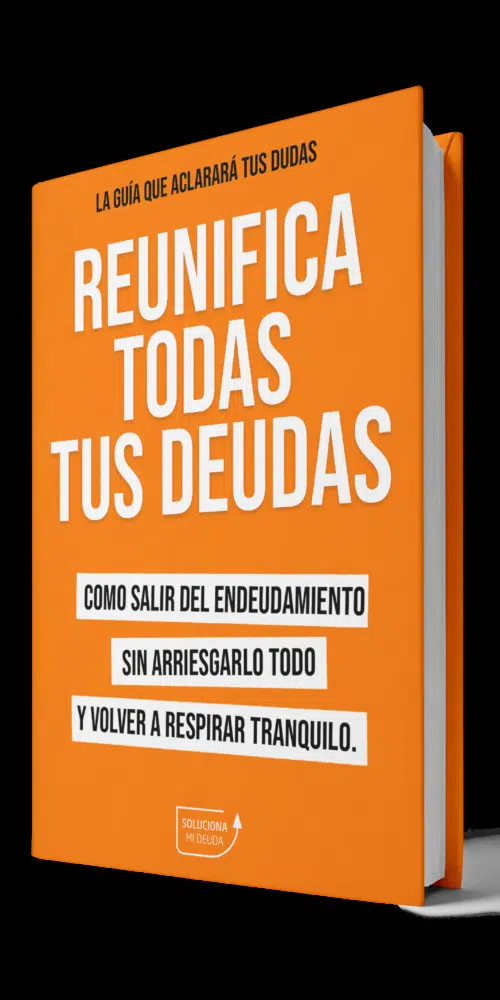 LA GUÍA QUE ACLARARÁ TUS DUDAS
REUNIFICA
TODAS
TUS DEUDAS
COMO SALIR DEL ENDEUDAMIENTO
SIN ARRIESGARLO TODO
Y VOLVER A RESPIRAR TRANQUILO.
SOLUCIONA
MI DEUDA